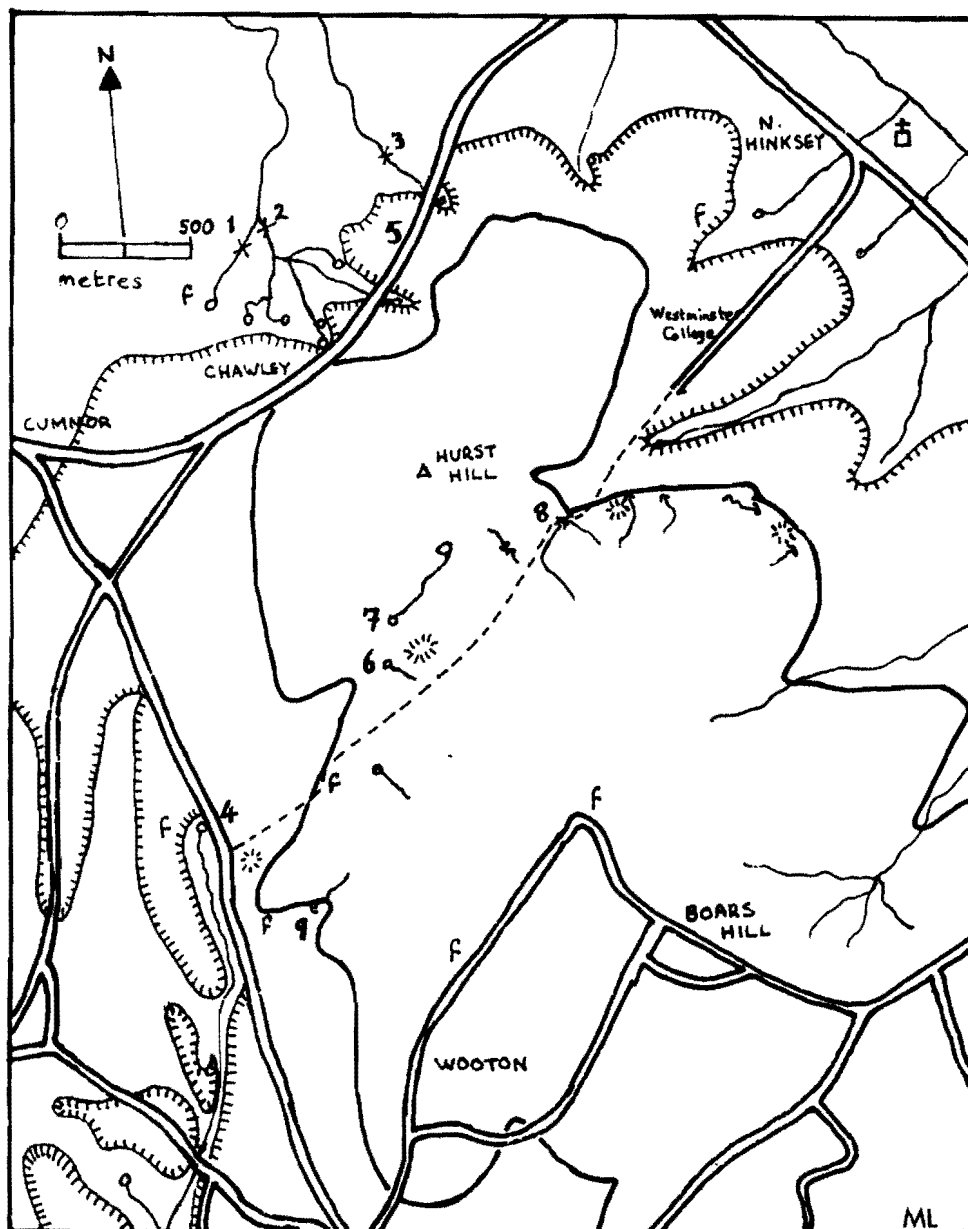 N
N.
HINKSEY
3
0
500
metres
1
2
5
f
f
Westminster
College
CHAWLEY
CUMNOR
HURST
HILL
8
7
6
f
4
f
f
f
9
f
BOARS
HILL
WOOTON
ML